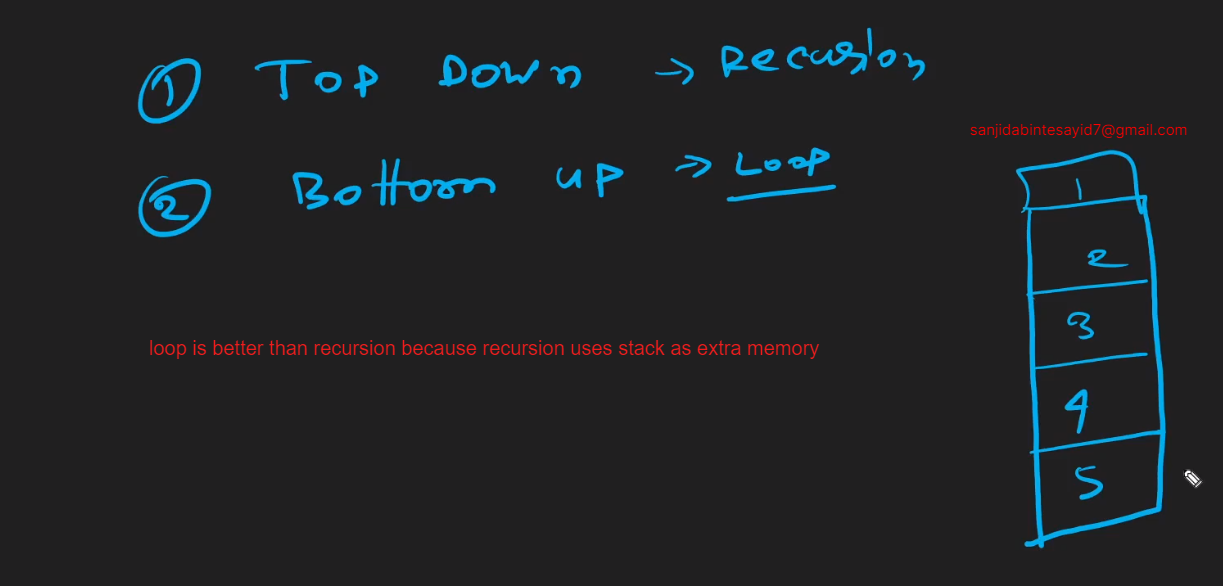 ① Top Down → Recursion
sanjidabintesayid7@gmail.com
② Bottom up → Loop
1
2
3
4
5
loop is better than recursion because recursion uses stack as extra memory